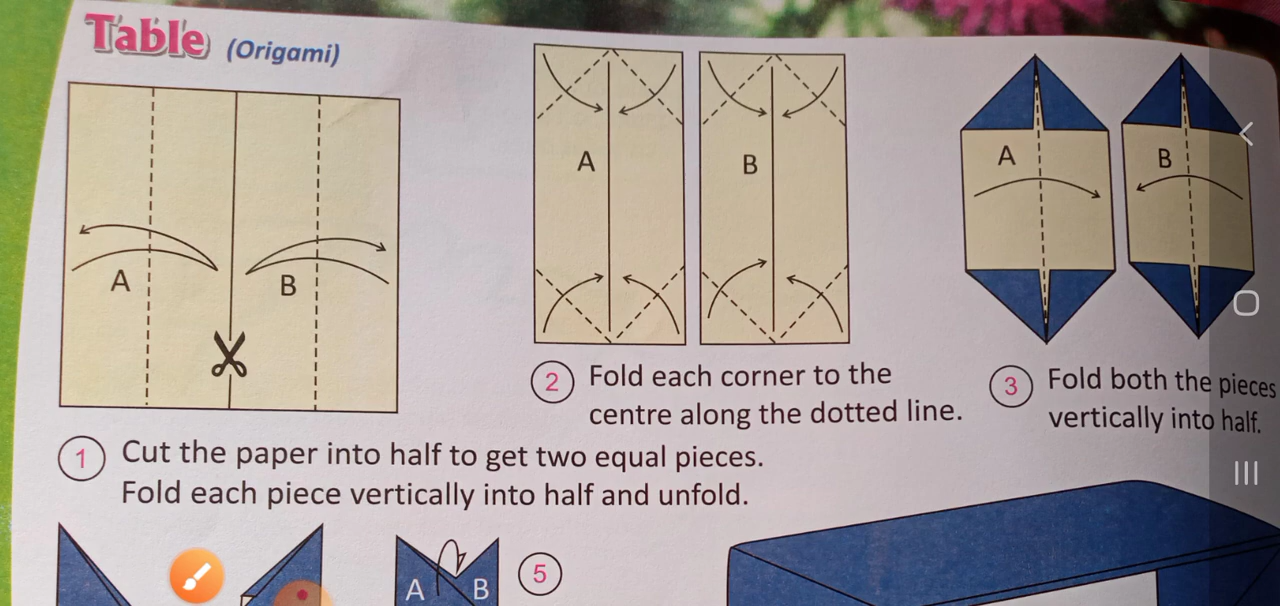 Table (Origami)
A
B
A
B
A
B
1 Cut the paper into half to get two equal pieces.
Fold each piece vertically into half and unfold.
2 Fold each corner to the
centre along the dotted line.
3 Fold both the pieces
vertically into half.
A
B
5